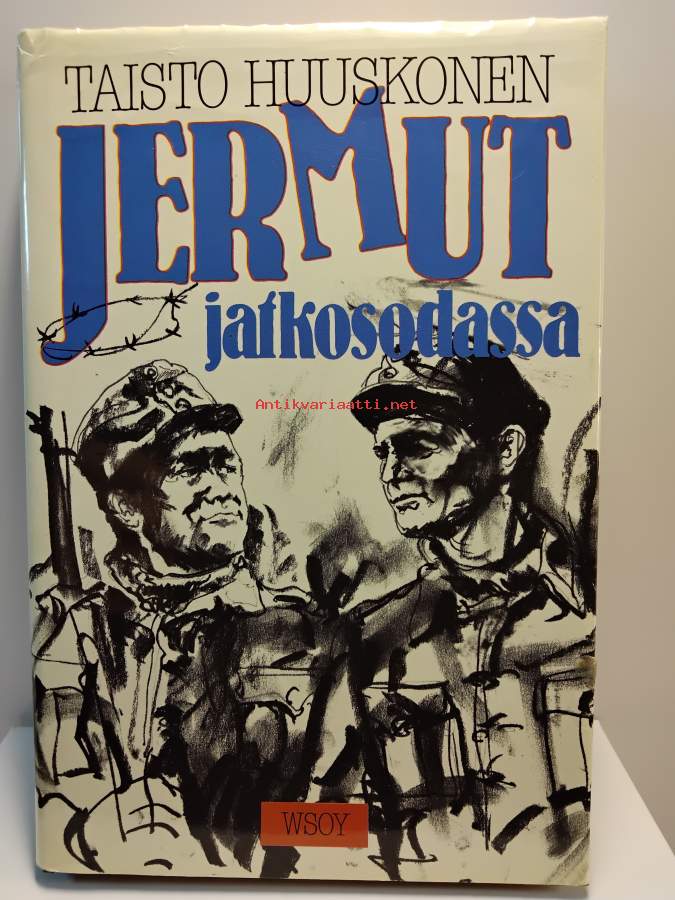 TAISTO HUUSKONEN
JERMUT
jatkosodassa
Antikvariaatti.net
WSOY